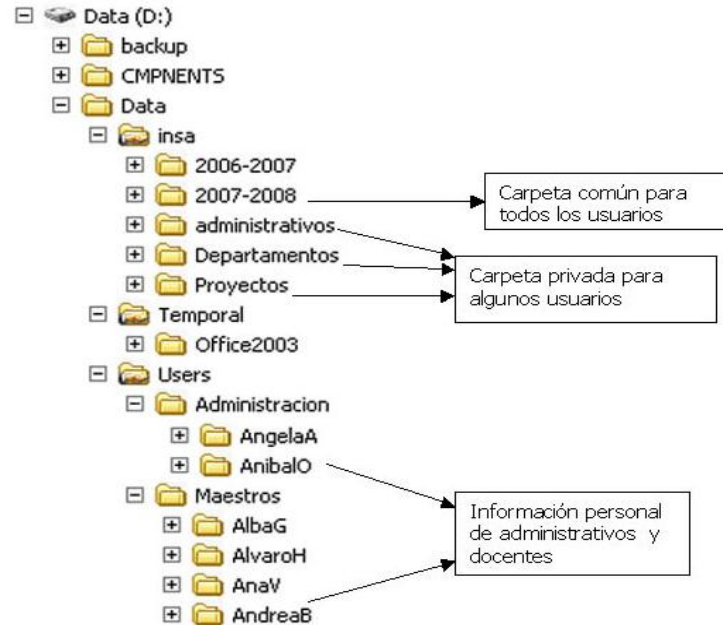 Data (D:)
backup
CMPNENTS
Data
insa
2006-2007
2007-2008
administrativos
Departamentos
Proyectos
Temporal
Office2003
Users
Administracion
AngelaA
AnibalO
Maestros
AlbaG
AlvaroH
AnaV
AndreaB
Carpeta común para
todos los usuarios
Carpeta privada para
algunos usuarios
Información personal
de administrativos y
docentes